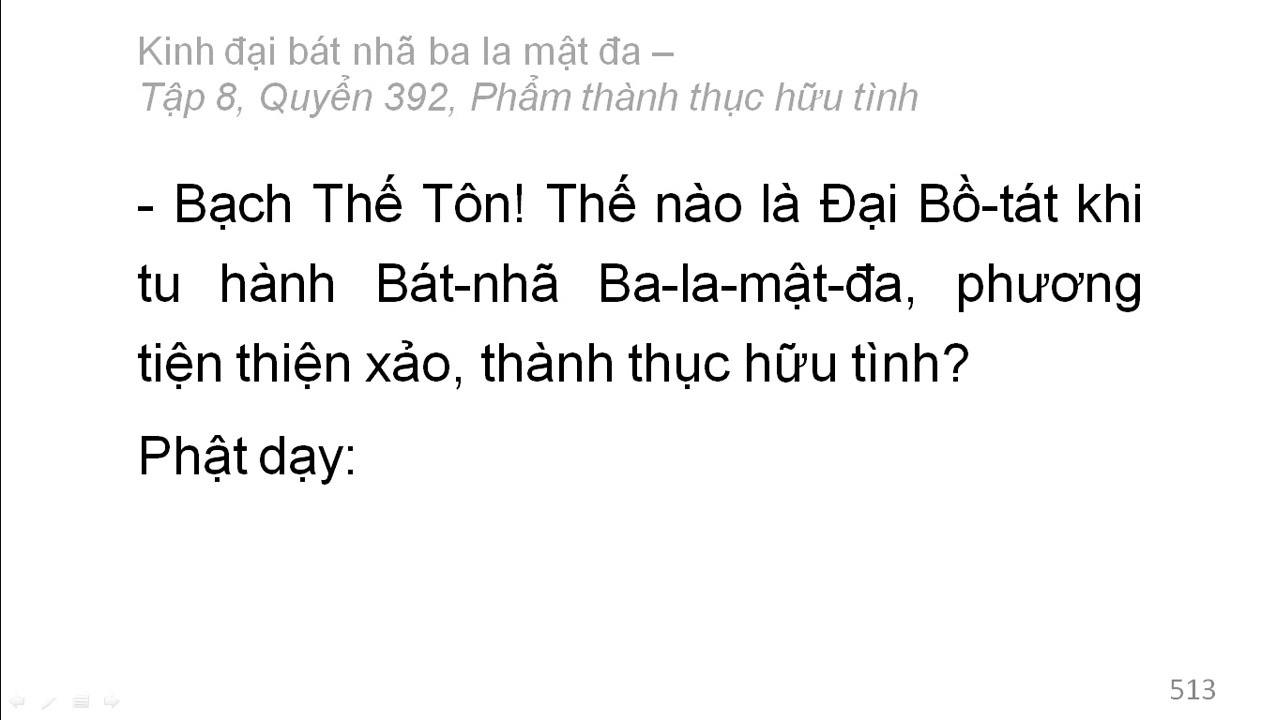 Kinh đại bát nhã ba la mật đa –
Tập 8, Quyển 392, Phẩm thành thục hữu tình
- Bạch Thế Tôn! Thế nào là Đại Bồ-tát khi
tu hành Bát-nhã Ba-la-mật-đa, phương
tiện thiện xảo, thành thục hữu tình?
Phật dạy:
513